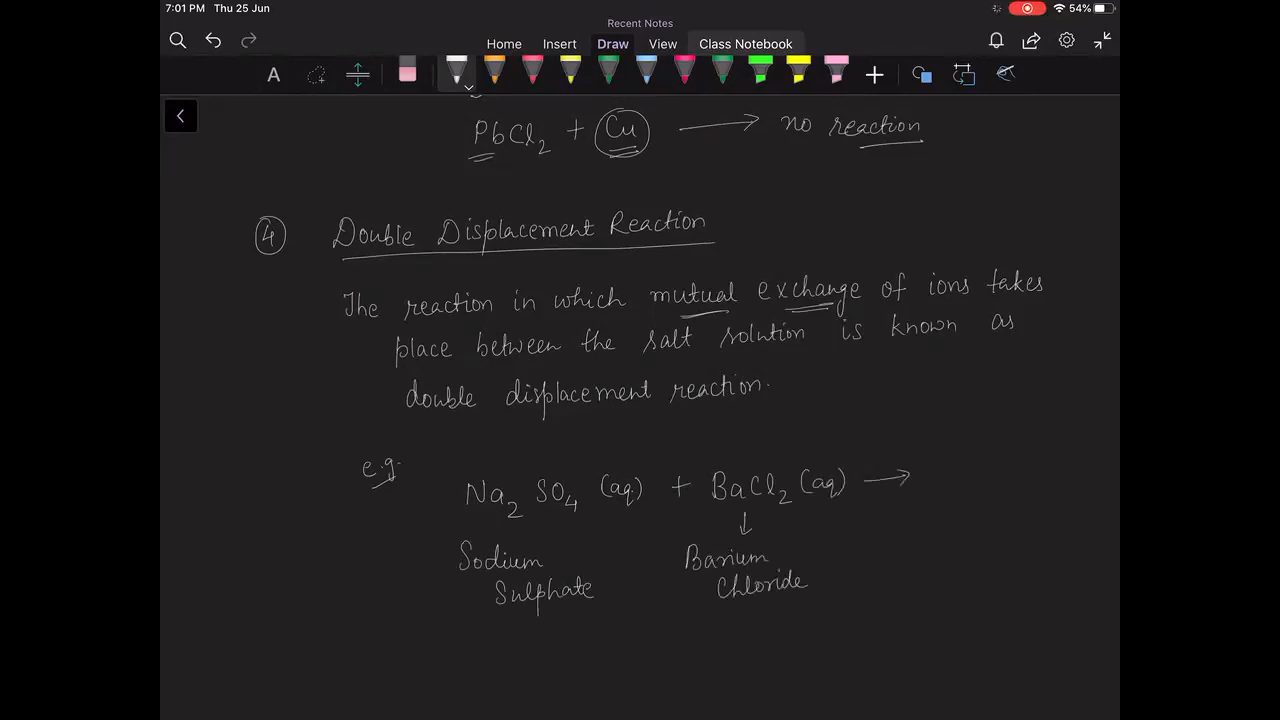 7:01 PM Thu 25 Jun
54%
Recent Notes
Home Insert Draw View Class Notebook
A
PbCl2 + Cu → no reaction
4 Double Displacement Reaction
The reaction in which mutual exchange of ions takes
place between the salt solution is known as
double displacement reaction.
e.g. Na2SO4 (aq) + BaCl2 (aq) →
↓
Sodium Barium
Sulphate Chloride